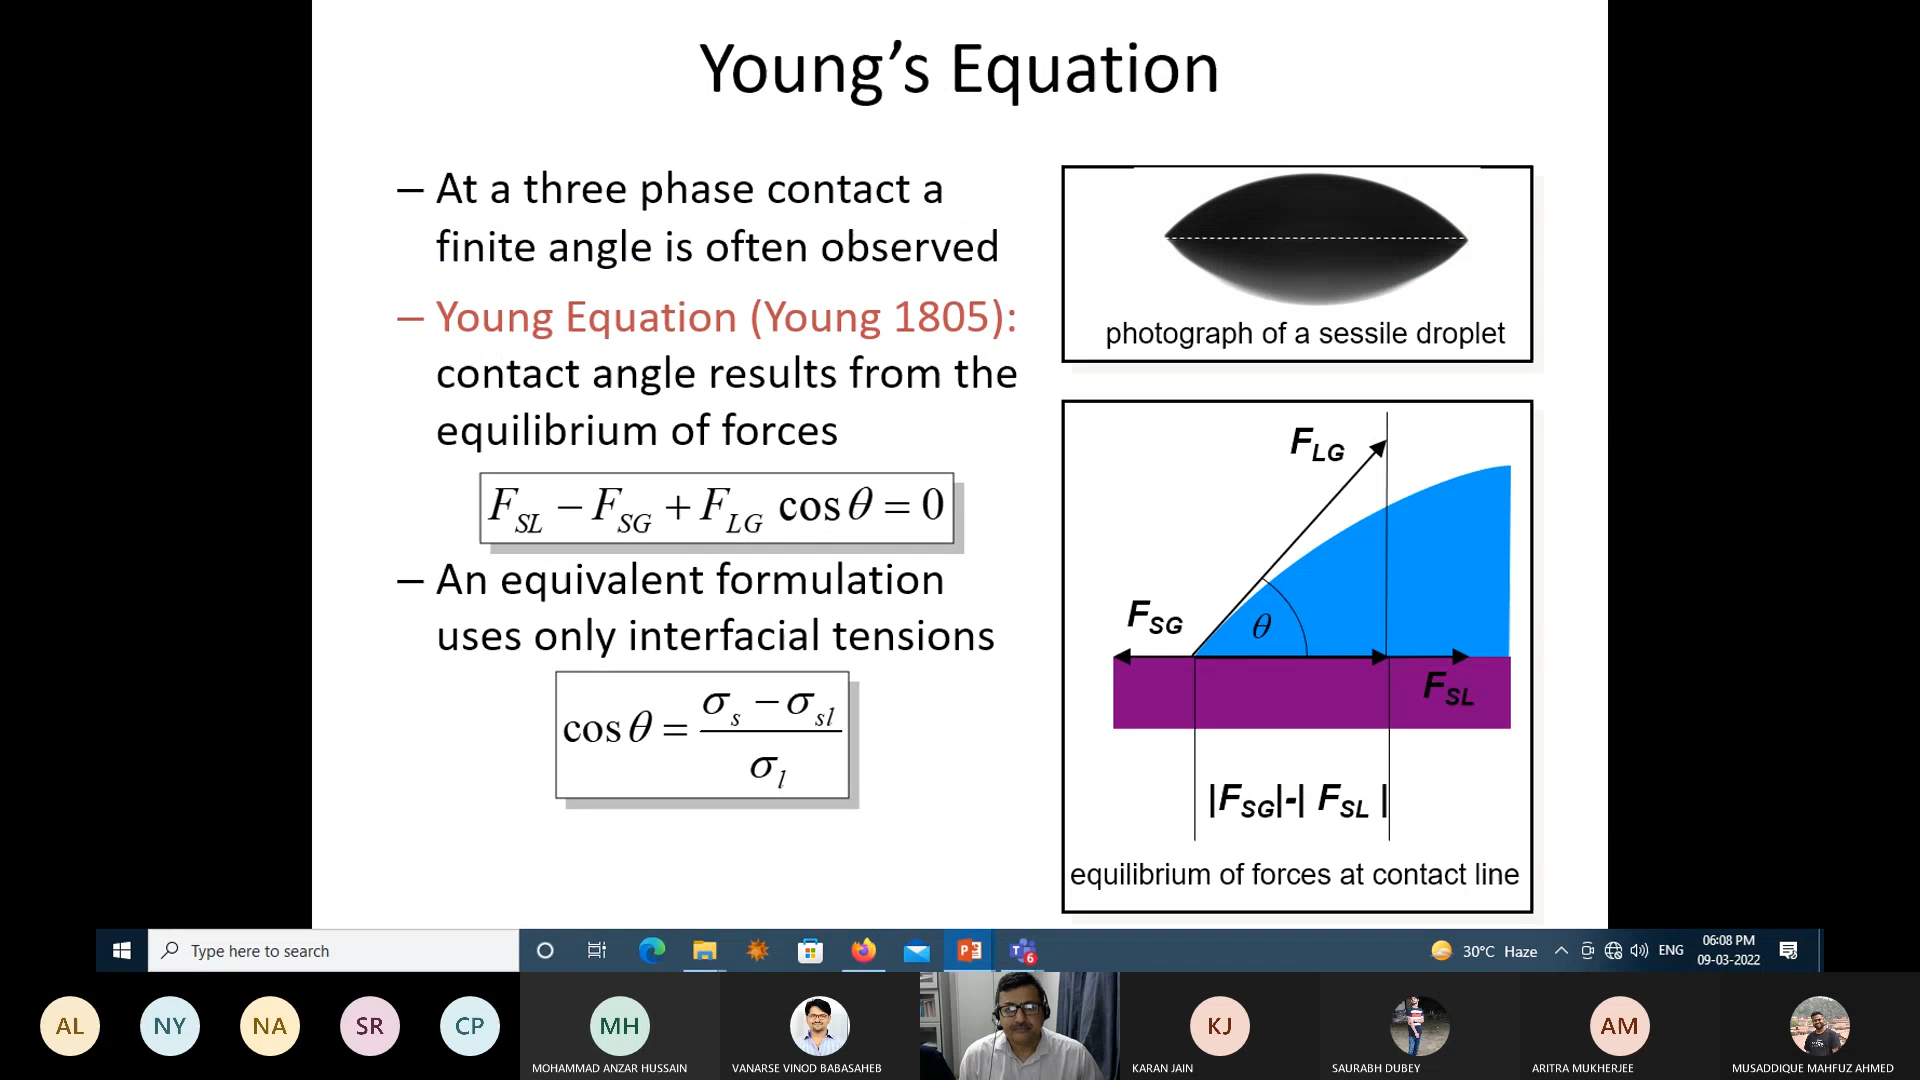 Young’s Equation
– At a three phase contact a
finite angle is often observed
– Young Equation (Young 1805):
contact angle results from the
equilibrium of forces
F_SL − F_SG + F_LG cos θ = 0
– An equivalent formulation
uses only interfacial tensions
cos θ = (σ_s − σ_sl) / σ_l
photograph of a sessile droplet
F_LG
F_SG
θ
F_SL
|F_SG|-| F_SL |
equilibrium of forces at contact line
Type here to search
6
30°C Haze
ENG
06:08 PM
09-03-2022
AL
NY
NA
SR
CP
MH
KJ
AM
MOHAMMAD ANZAR HUSSAIN
VANARSE VINOD BABASAHEB
KARAN JAIN
SAURABH DUBEY
ARITRA MUKHERJEE
MUSADDIQUE MAHFUZ AHMED